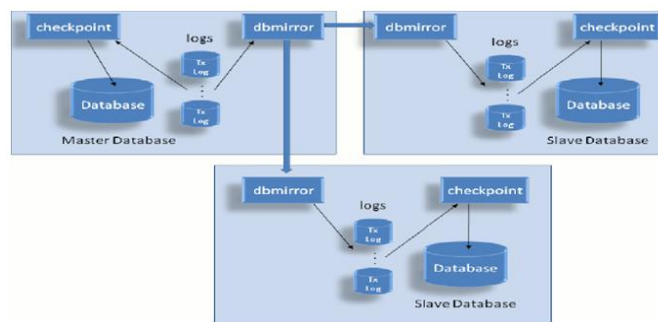 checkpoint
logs
dbmirror
Tx
Log
Tx
Log
Database
Master Database
dbmirror
logs
checkpoint
Tx
Log
Tx
Log
Database
Slave Database
dbmirror
logs
checkpoint
Tx
Log
Tx
Log
Database
Slave Database